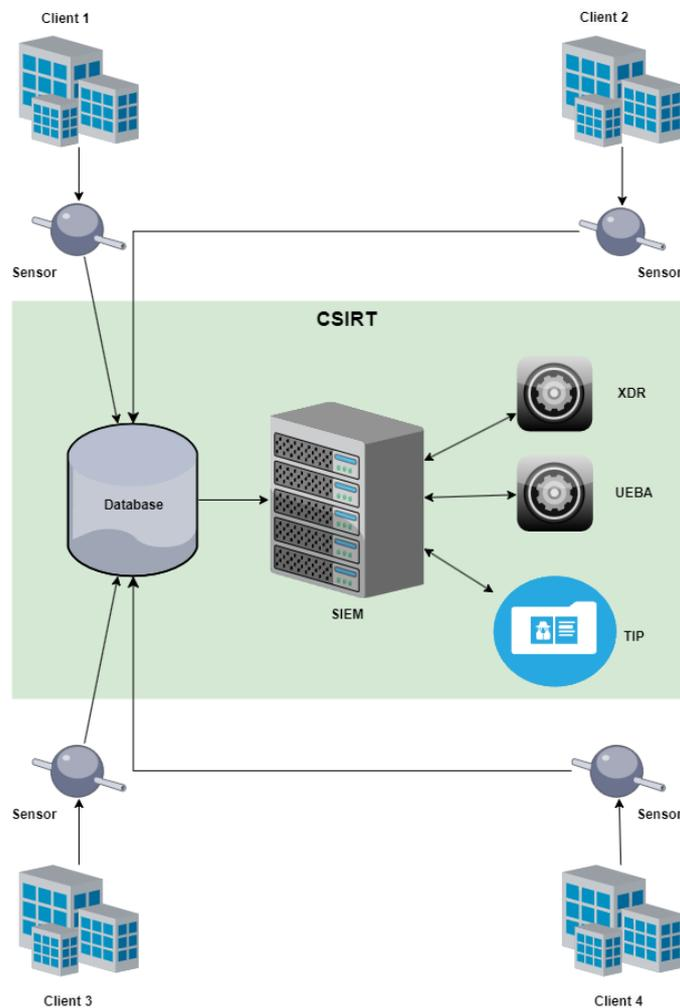 Client 1
Client 2
Sensor
Sensor
CSIRT
XDR
Database
UEBA
SIEM
TIP
Sensor
Sensor
Client 3
Client 4